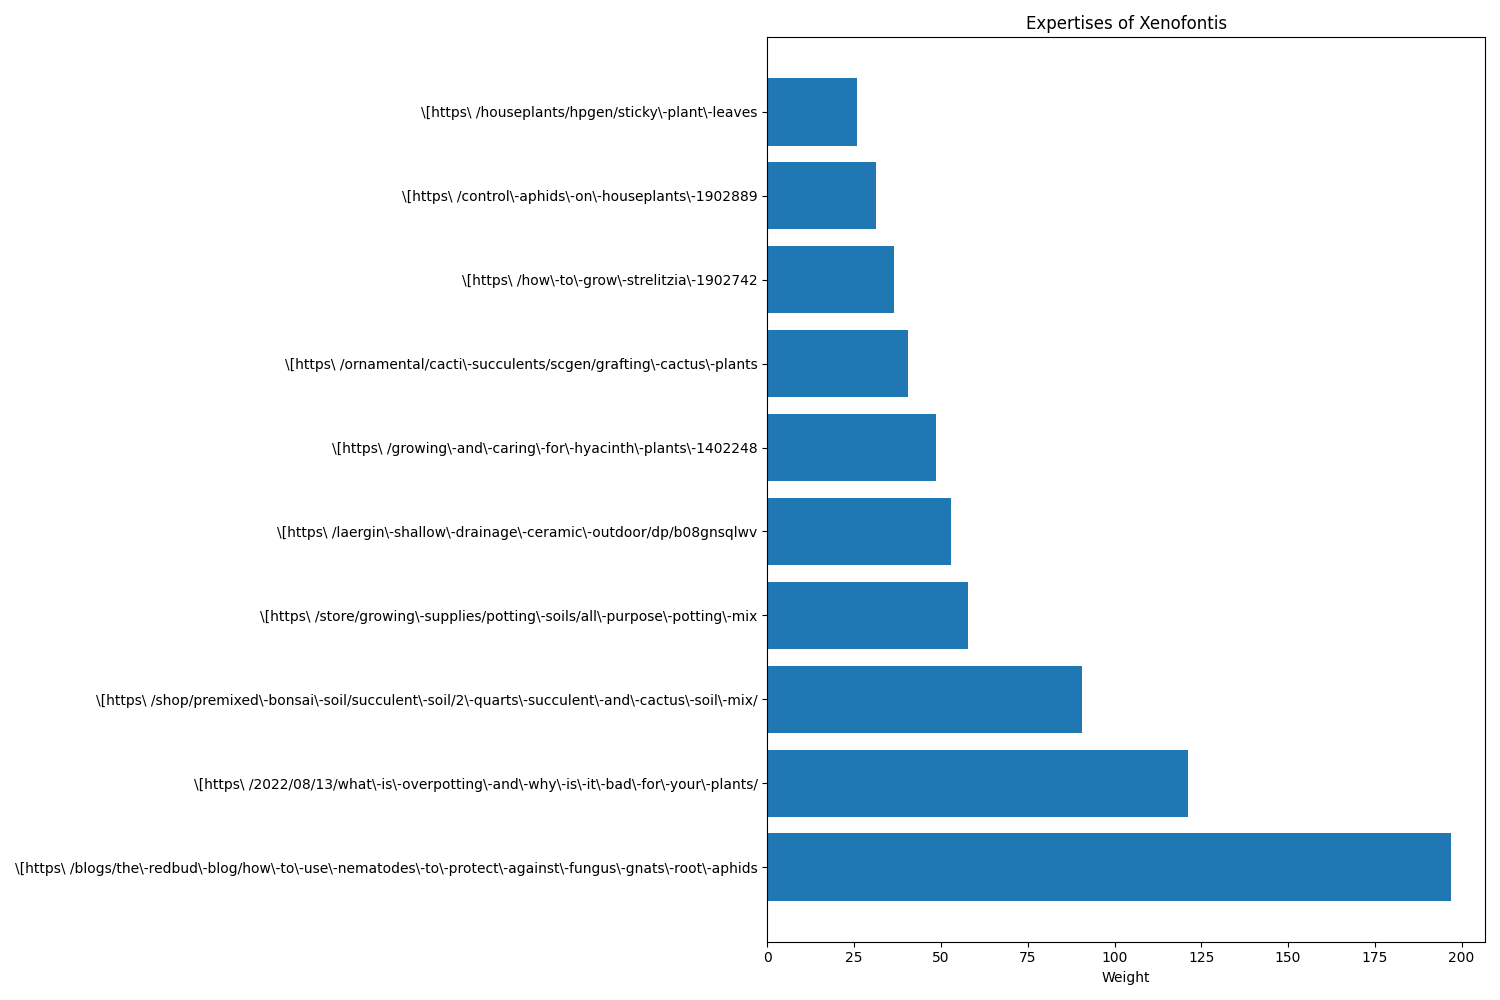 Expertises of Xenofontis
\[https\ /houseplants/hpgen/sticky\-plant\-leaves
\[https\ /control\-aphids\-on\-houseplants\-1902889
\[https\ /how\-to\-grow\-strelitzia\-1902742
\[https\ /ornamental/cacti\-succulents/scgen/grafting\-cactus\-plants
\[https\ /growing\-and\-caring\-for\-hyacinth\-plants\-1402248
\[https\ /laergin\-shallow\-drainage\-ceramic\-outdoor/dp/b08gnsqlwv
\[https\ /store/growing\-supplies/potting\-soils/all\-purpose\-potting\-mix
\[https\ /shop/premixed\-bonsai\-soil/succulent\-soil/2\-quarts\-succulent\-and\-cactus\-soil\-mix/
\[https\ /2022/08/13/what\-is\-overpotting\-and\-why\-is\-it\-bad\-for\-your\-plants/
\[https\ /blogs/the\-redbud\-blog/how\-to\-use\-nematodes\-to\-protect\-against\-fungus\-gnats\-root\-aphids
0 25 50 75 100 125 150 175 200
Weight